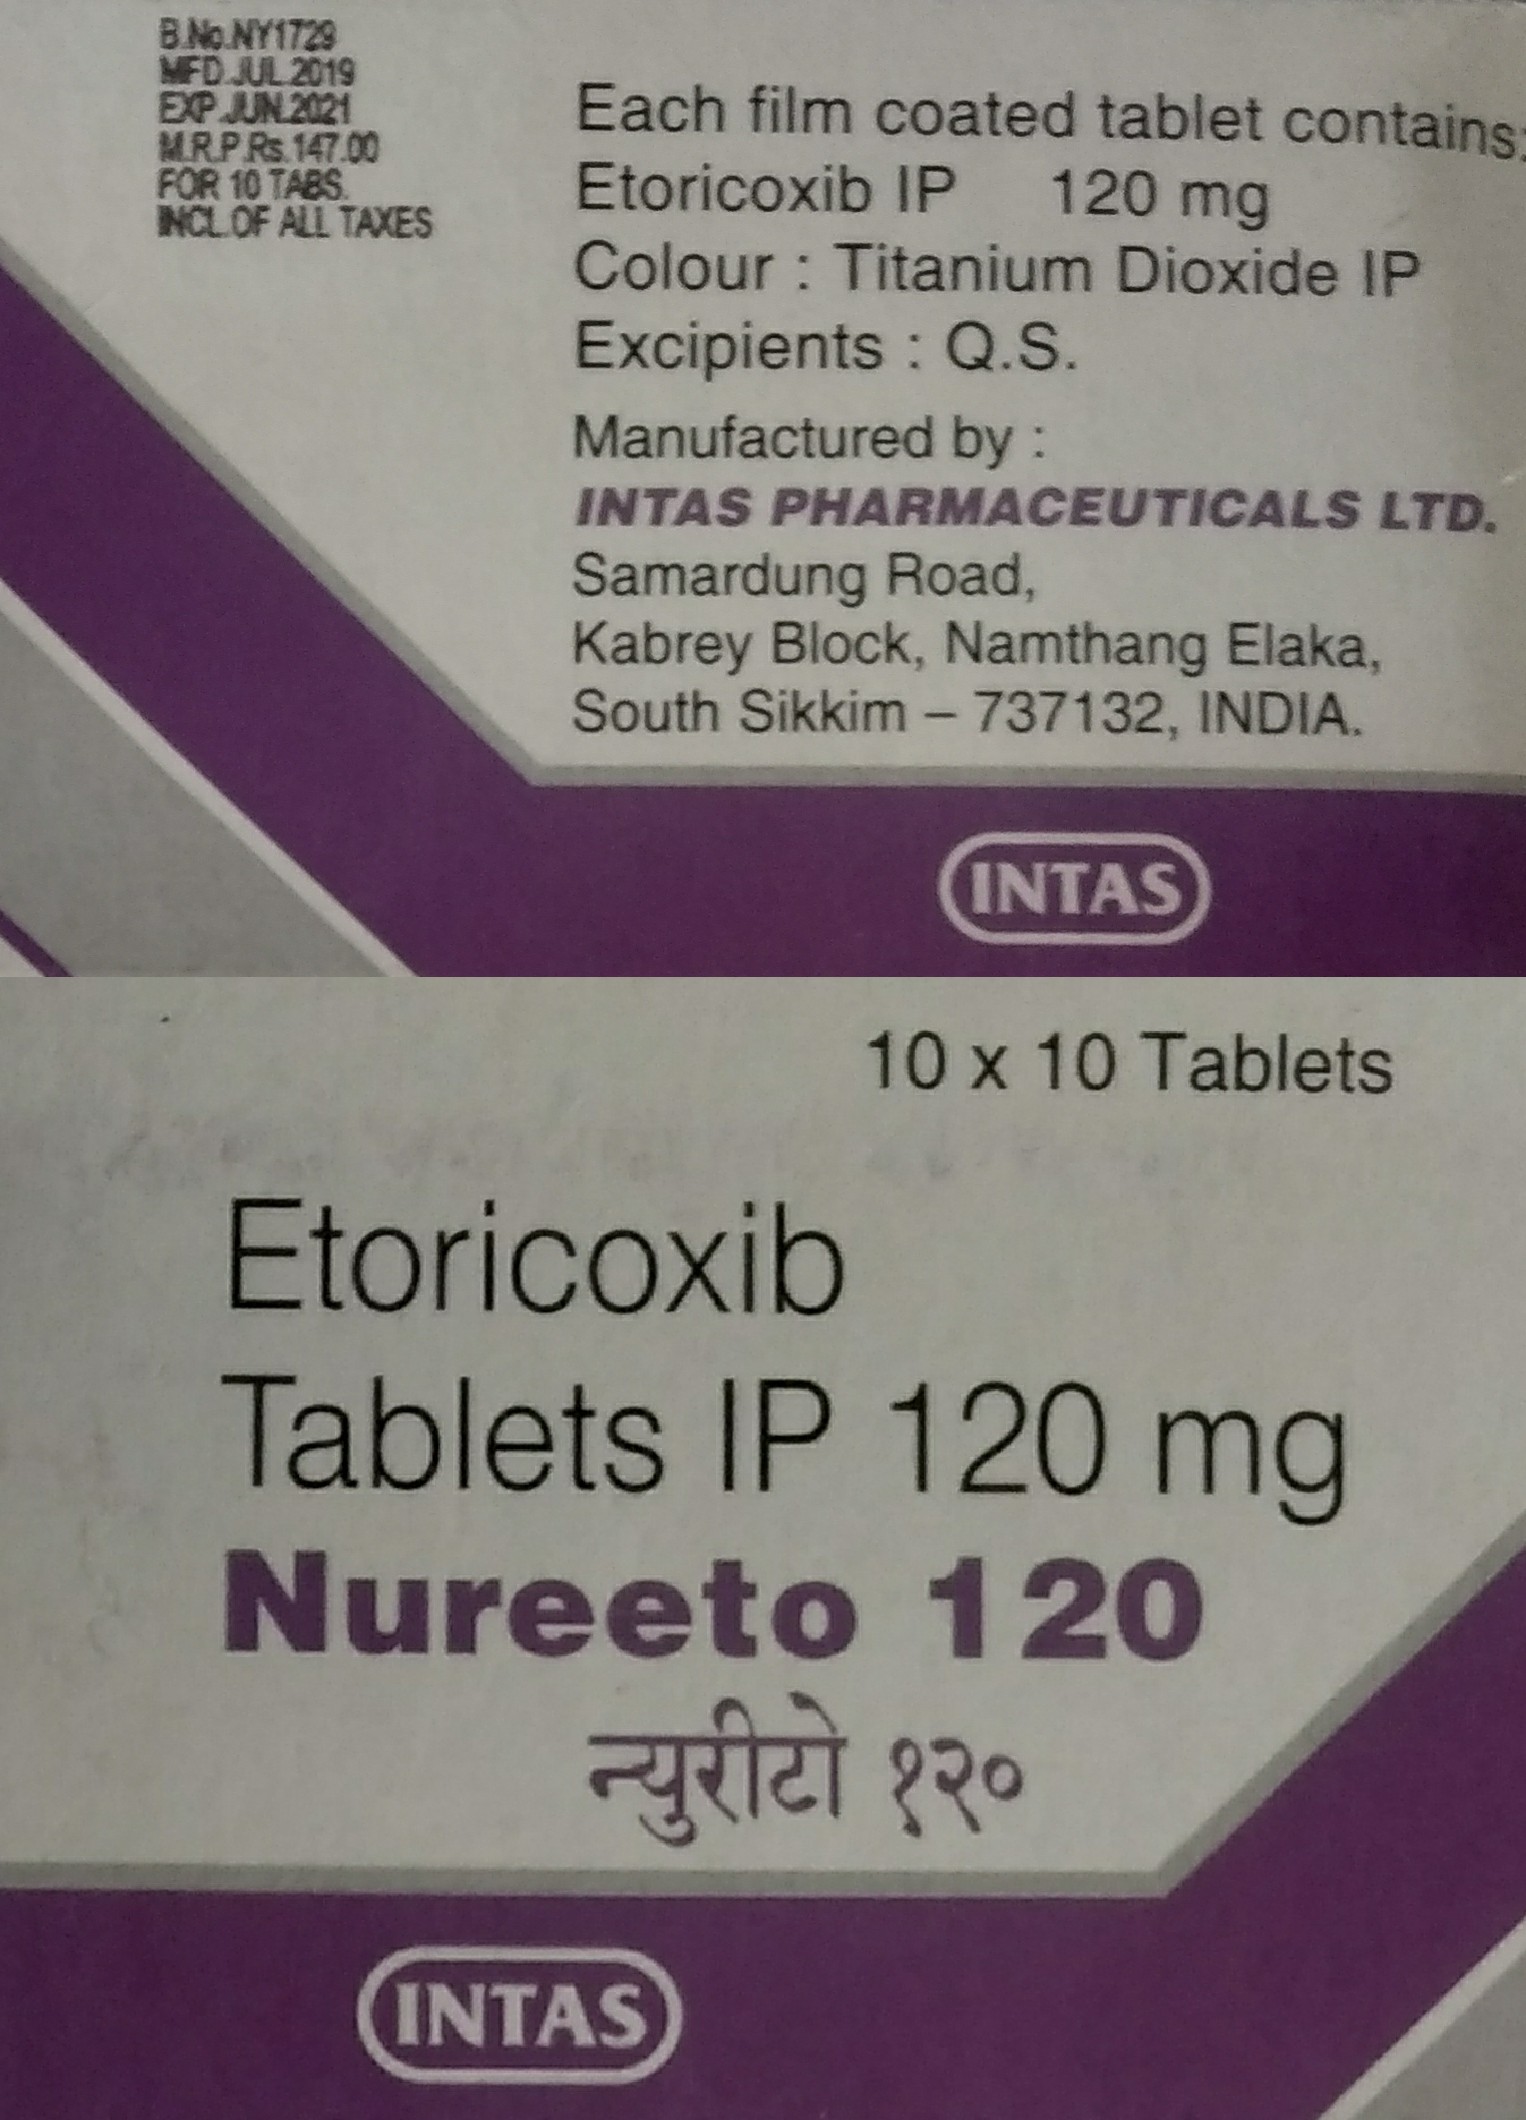 B.No.NY1729
MFD.JUL.2019
EXP.JUN.2021
M.R.P.Rs.147.00
FOR 10 TABS.
INCL.OF ALL TAXES
Each film coated tablet contains:
Etoricoxib IP 120 mg
Colour : Titanium Dioxide IP
Excipients : Q.S.
Manufactured by :
INTAS PHARMACEUTICALS LTD.
Samardung Road,
Kabrey Block, Namthang Elaka,
South Sikkim – 737132, INDIA.
INTAS
10 x 10 Tablets
Etoricoxib
Tablets IP 120 mg
Nureeto 120
न्युरीटो १२०
INTAS